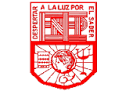 DESPERTAR A LA LUZ POR EL SABER